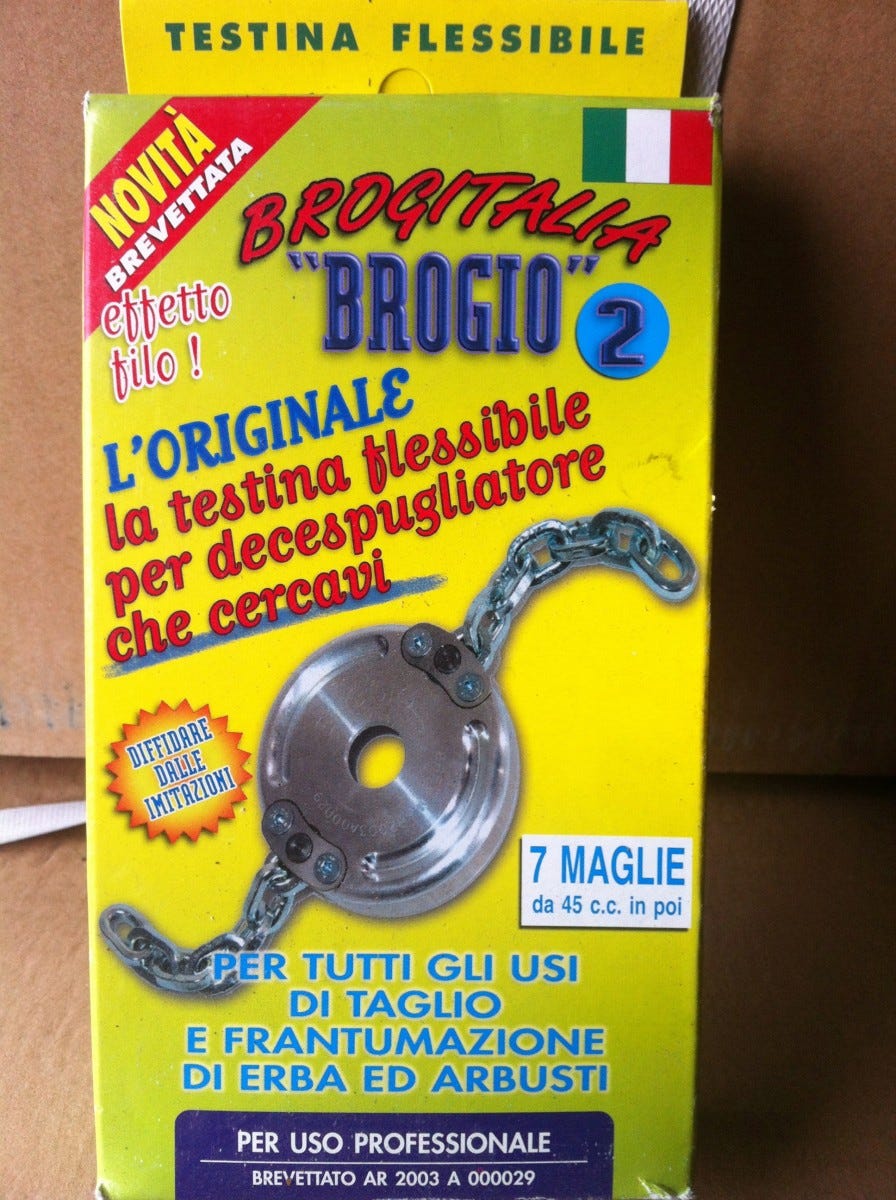 TESTINA FLESSIBILE
NOVITÀ
BREVETTATA
BROGITALIA
"BROGIO" 2
effetto
filo !
L'ORIGINALE
la testina flessibile
per decespugliatore
che cercavi
DIFFIDARE
DALLE
IMITAZIONI
7 MAGLIE
da 45 c.c. in poi
PER TUTTI GLI USI
DI TAGLIO
E FRANTUMAZIONE
DI ERBA ED ARBUSTI
PER USO PROFESSIONALE
BREVETTATO AR 2003 A 000029